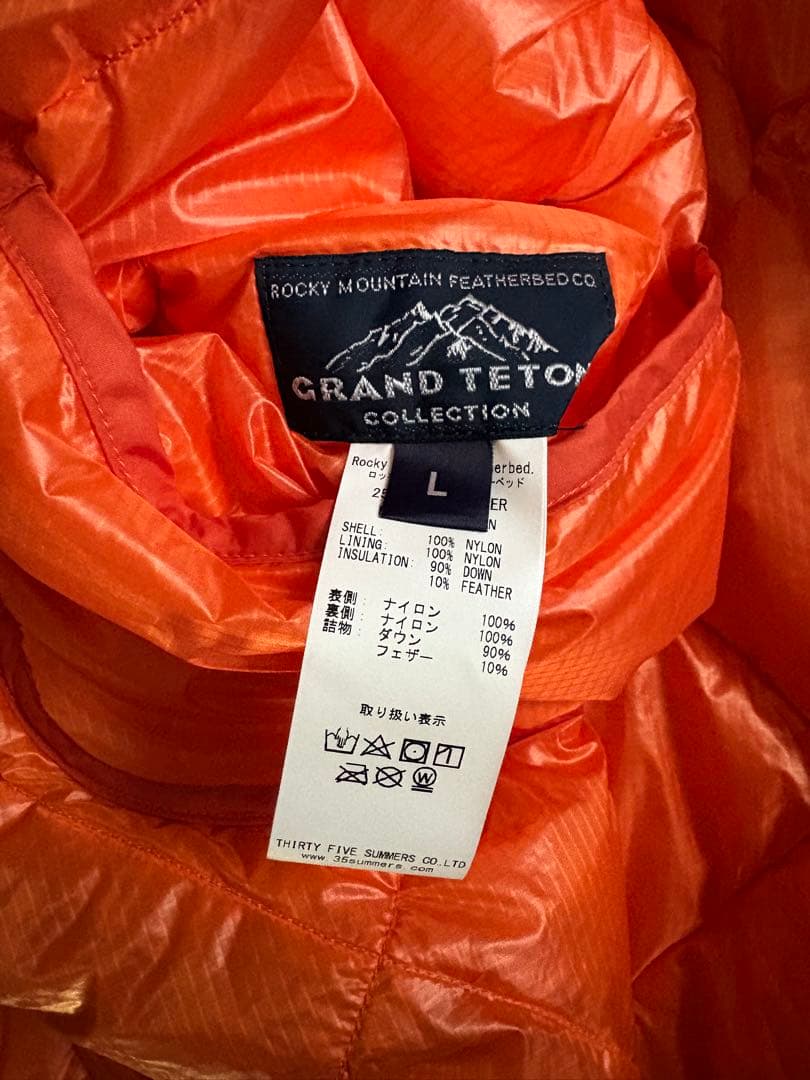 ROCKY MOUNTAIN FEATHERBED CO.
GRAND TETON
COLLECTION
L
Rocky herbed.
ロッ ーベッド
25 ER
N
SHELL: 100% NYLON
LINING: 100% NYLON
INSULATION: 90% DOWN
10% FEATHER
表側: ナイロン 100%
裏側: ナイロン 100%
詰物: ダウン 90%
フェザー 10%
取り扱い表示
W
THIRTY FIVE SUMMERS CO.LTD
www.35summers.com